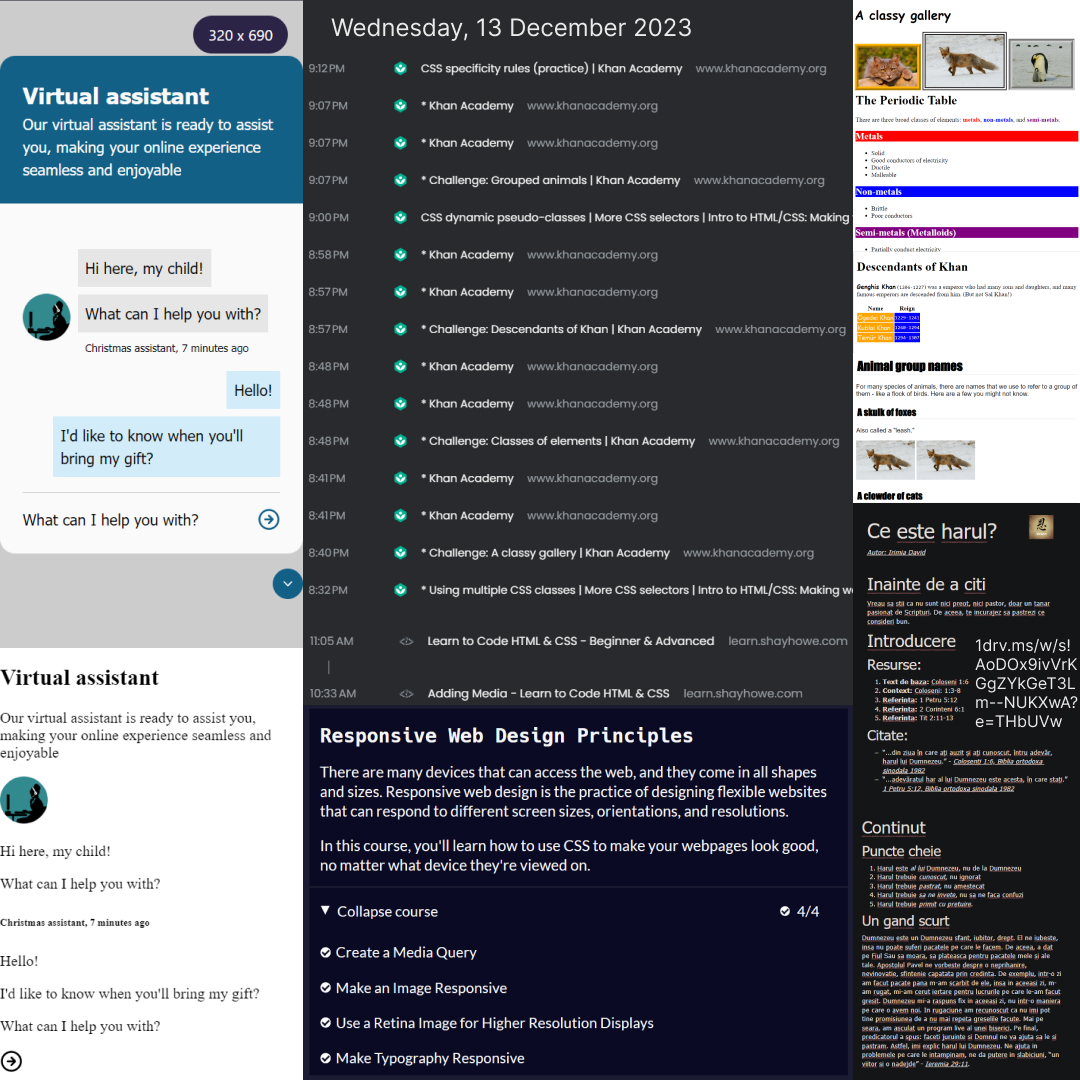 320 x 690
Virtual assistant
Our virtual assistant is ready to assist
you, making your online experience
seamless and enjoyable
Hi here, my child!
What can I help you with?
Christmas assistant, 7 minutes ago
Hello!
I'd like to know when you'll
bring my gift?
What can I help you with?
Virtual assistant
Our virtual assistant is ready to assist you,
making your online experience seamless and
enjoyable
Hi here, my child!
What can I help you with?
Christmas assistant, 7 minutes ago
Hello!
I'd like to know when you'll bring my gift?
What can I help you with?
Wednesday, 13 December 2023
9:12 PM CSS specificity rules (practice) | Khan Academy www.khanacademy.org
9:07 PM * Khan Academy www.khanacademy.org
9:07 PM * Khan Academy www.khanacademy.org
9:07 PM * Challenge: Grouped animals | Khan Academy www.khanacademy.org
9:00 PM CSS dynamic pseudo-classes | More CSS selectors | Intro to HTML/CSS: Making
8:58 PM * Khan Academy www.khanacademy.org
8:57 PM * Khan Academy www.khanacademy.org
8:57 PM * Challenge: Descendants of Khan | Khan Academy www.khanacademy.org
8:48 PM * Khan Academy www.khanacademy.org
8:48 PM * Khan Academy www.khanacademy.org
8:48 PM * Challenge: Classes of elements | Khan Academy www.khanacademy.org
8:41 PM * Khan Academy www.khanacademy.org
8:41 PM * Khan Academy www.khanacademy.org
8:40 PM * Challenge: A classy gallery | Khan Academy www.khanacademy.org
8:32 PM * Using multiple CSS classes | More CSS selectors | Intro to HTML/CSS: Making w
11:05 AM </> Learn to Code HTML & CSS - Beginner & Advanced learn.shayhowe.com
10:33 AM </> Adding Media - Learn to Code HTML & CSS learn.shayhowe.com
Responsive Web Design Principles
There are many devices that can access the web, and they come in all shapes
and sizes. Responsive web design is the practice of designing flexible websites
that can respond to different screen sizes, orientations, and resolutions.
In this course, you'll learn how to use CSS to make your webpages look good,
no matter what device they're viewed on.
Collapse course 4/4
Create a Media Query
Make an Image Responsive
Use a Retina Image for Higher Resolution Displays
Make Typography Responsive
A classy gallery
The Periodic Table
There are three broad classes of elements: metals, non-metals, and semi-metals.
Metals
Solid
Good conductors of electricity
Ductile
Malleable
Non-metals
Brittle
Poor conductors
Semi-metals (Metalloids)
Partially conduct electricity
Descendants of Khan
Genghis Khan (1206-1227) was a emperor who had many sons and daughters, and many
famous emperors are descended from him. (But not Sal Khan!)
Name Reign
Ogedei Khan 1229-1241
Kublai Khan 1260-1294
Temür Khan 1294-1307
Animal group names
For many species of animals, there are names that we use to refer to a group of
them - like a flock of birds. Here are a few you might not know.
A skulk of foxes
Also called a "leash."
A clowder of cats
Ce este harul?
Autor: Irimia David
Inainte de a citi
Vreau sa stii ca nu sunt nici preot, nici pastor, doar un tanar
pasionat de Scripturi. De aceea, te incurajez sa pastrezi ce
consideri bun.
Introducere
Resurse:
1. Text de baza: Coloseni 1:6
2. Context: Coloseni: 1:3-8
3. Referinta: 1 Petru 5:12
4. Referinta: 2 Corinteni 6:1
5. Referinta: Tit 2:11-13
1drv.ms/w/s!
AoDOx9ivVrK
GgZYkGeT3L
m--NUKXwA?
e=THbUVw
Citate:
– "...din ziua în care ați auzit și ați cunoscut, întru adevăr,
harul lui Dumnezeu." - Colosenti 1:6, Biblia ortodoxa
sinodala 1982
– "...adevăratul har al lui Dumnezeu este acesta, în care stați."
1 Petru 5:12, Biblia ortodoxa sinodala 1982
Continut
Puncte cheie
1. Harul este al lui Dumnezeu, nu de la Dumnezeu
2. Harul trebuie cunoscut, nu ignorat
3. Harul trebuie pastrat, nu amestecat
4. Harul trebuie sa ne invete, nu sa ne faca confuzi
5. Harul trebuie primit cu pretuire.
Un gand scurt
Dumnezeu este un Dumnezeu sfant, iubitor, drept. El ne iubeste,
insa nu poate suferi pacatele pe care le facem. De aceea, a dat
pe Fiul Sau sa moara, sa plateasca pentru pacatele mele si ale
tale. Apostolul Pavel ne vorbeste despre o neprihanire,
nevinovatie, sfintenie capatata prin credinta. De exemplu, intr-o zi
am facut pacate pana m-am scarbit de ele, insa in aceeasi zi, m-
am rugat, mi-am cerut iertare pentru lucrurile pe care le-am facut
gresit. Dumnezeu mi-a raspuns fix in aceeasi zi, nu intr-o maniera
pe care o avem noi. In rugaciune am recunoscut ca nu imi pot
tine promisiunea de a nu mai repeta greselile facute. Mai pe
seara, am asculat un program live al unei biserici. Pe final,
predicatorul a spus: faceti juruinte si Domnul ne va ajuta sa le si
pastram. Astfel, imi explic harul lui Dumnezeu. Ne ajuta in
problemele pe care le intampinam, ne da putere in slabiciuni, "un
viitor si o nadejde" - Ieremia 29:11.